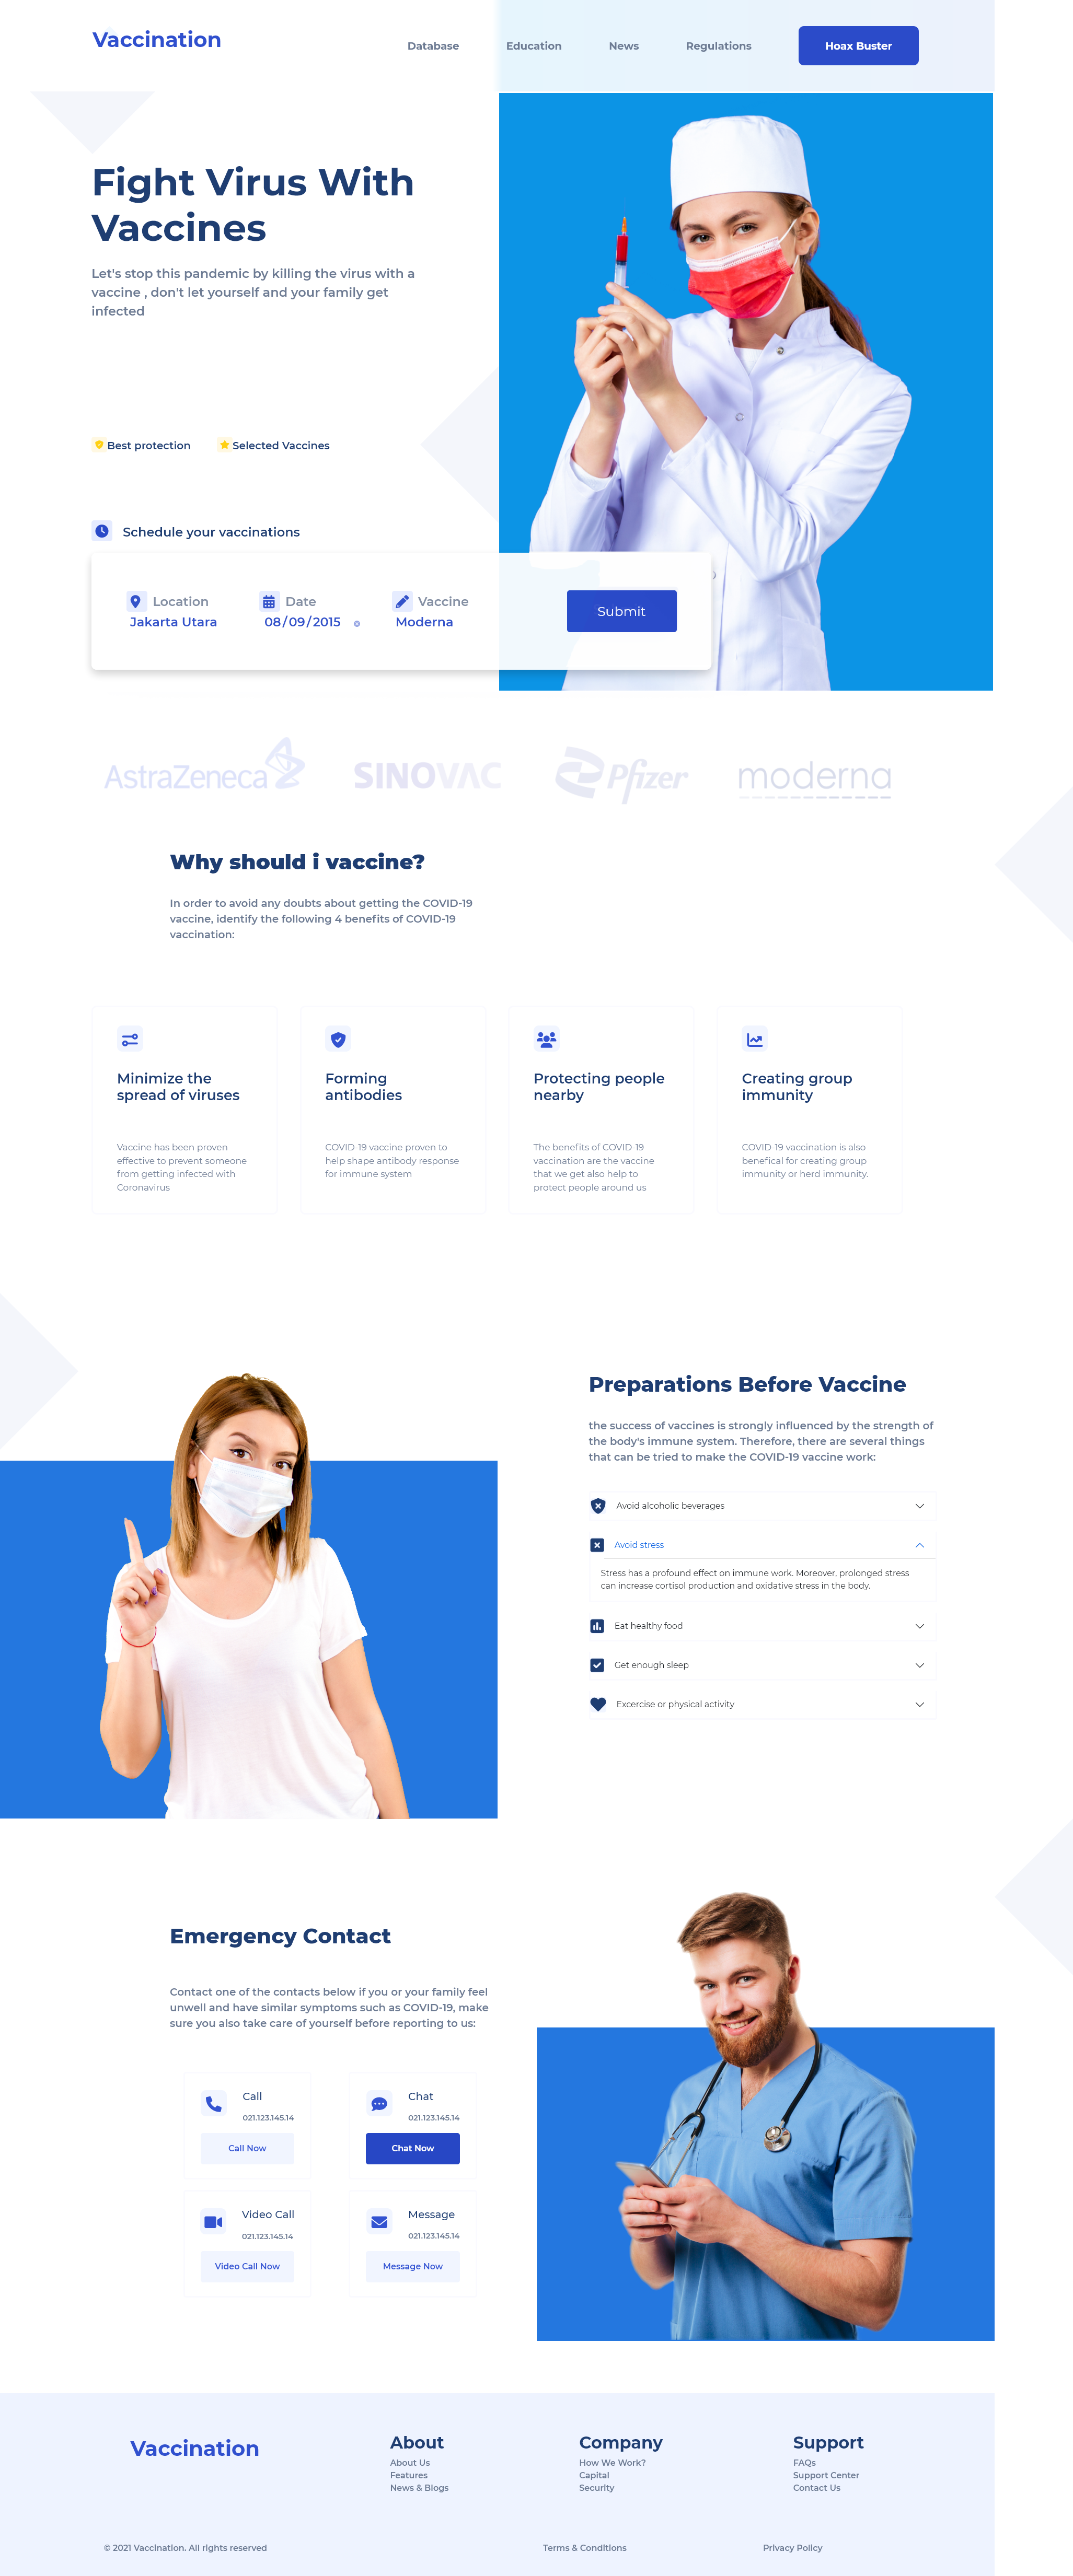 Vaccination
Database
Education
News
Regulations
Hoax Buster
Fight Virus With
Vaccines
Let's stop this pandemic by killing the virus with a
vaccine , don't let yourself and your family get
infected
Best protection
Selected Vaccines
Schedule your vaccinations
Location
Jakarta Utara
Date
08/09/2015
Vaccine
Moderna
Submit
AstraZeneca
SINOVAC
Pfizer
moderna
Why should i vaccine?
In order to avoid any doubts about getting the COVID-19
vaccine, identify the following 4 benefits of COVID-19
vaccination:
Minimize the
spread of viruses
Vaccine has been proven
effective to prevent someone
from getting infected with
Coronavirus
Forming
antibodies
COVID-19 vaccine proven to
help shape antibody response
for immune system
Protecting people
nearby
The benefits of COVID-19
vaccination are the vaccine
that we get also help to
protect people around us
Creating group
immunity
COVID-19 vaccination is also
benefical for creating group
immunity or herd immunity.
Preparations Before Vaccine
the success of vaccines is strongly influenced by the strength of
the body's immune system. Therefore, there are several things
that can be tried to make the COVID-19 vaccine work:
Avoid alcoholic beverages
Avoid stress
Stress has a profound effect on immune work. Moreover, prolonged stress
can increase cortisol production and oxidative stress in the body.
Eat healthy food
Get enough sleep
Excercise or physical activity
Emergency Contact
Contact one of the contacts below if you or your family feel
unwell and have similar symptoms such as COVID-19, make
sure you also take care of yourself before reporting to us:
Call
021.123.145.14
Call Now
Chat
021.123.145.14
Chat Now
Video Call
021.123.145.14
Video Call Now
Message
021.123.145.14
Message Now
Vaccination
About
About Us
Features
News & Blogs
Company
How We Work?
Capital
Security
Support
FAQs
Support Center
Contact Us
© 2021 Vaccination. All rights reserved
Terms & Conditions
Privacy Policy